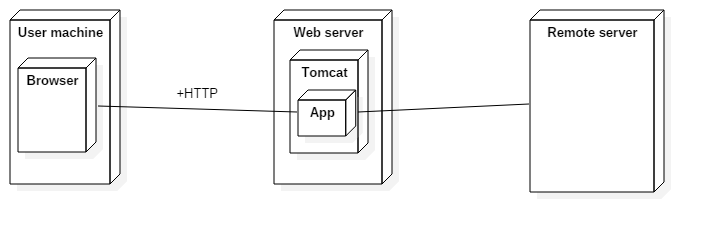 User machine
Browser
+HTTP
Web server
Tomcat
App
Remote server